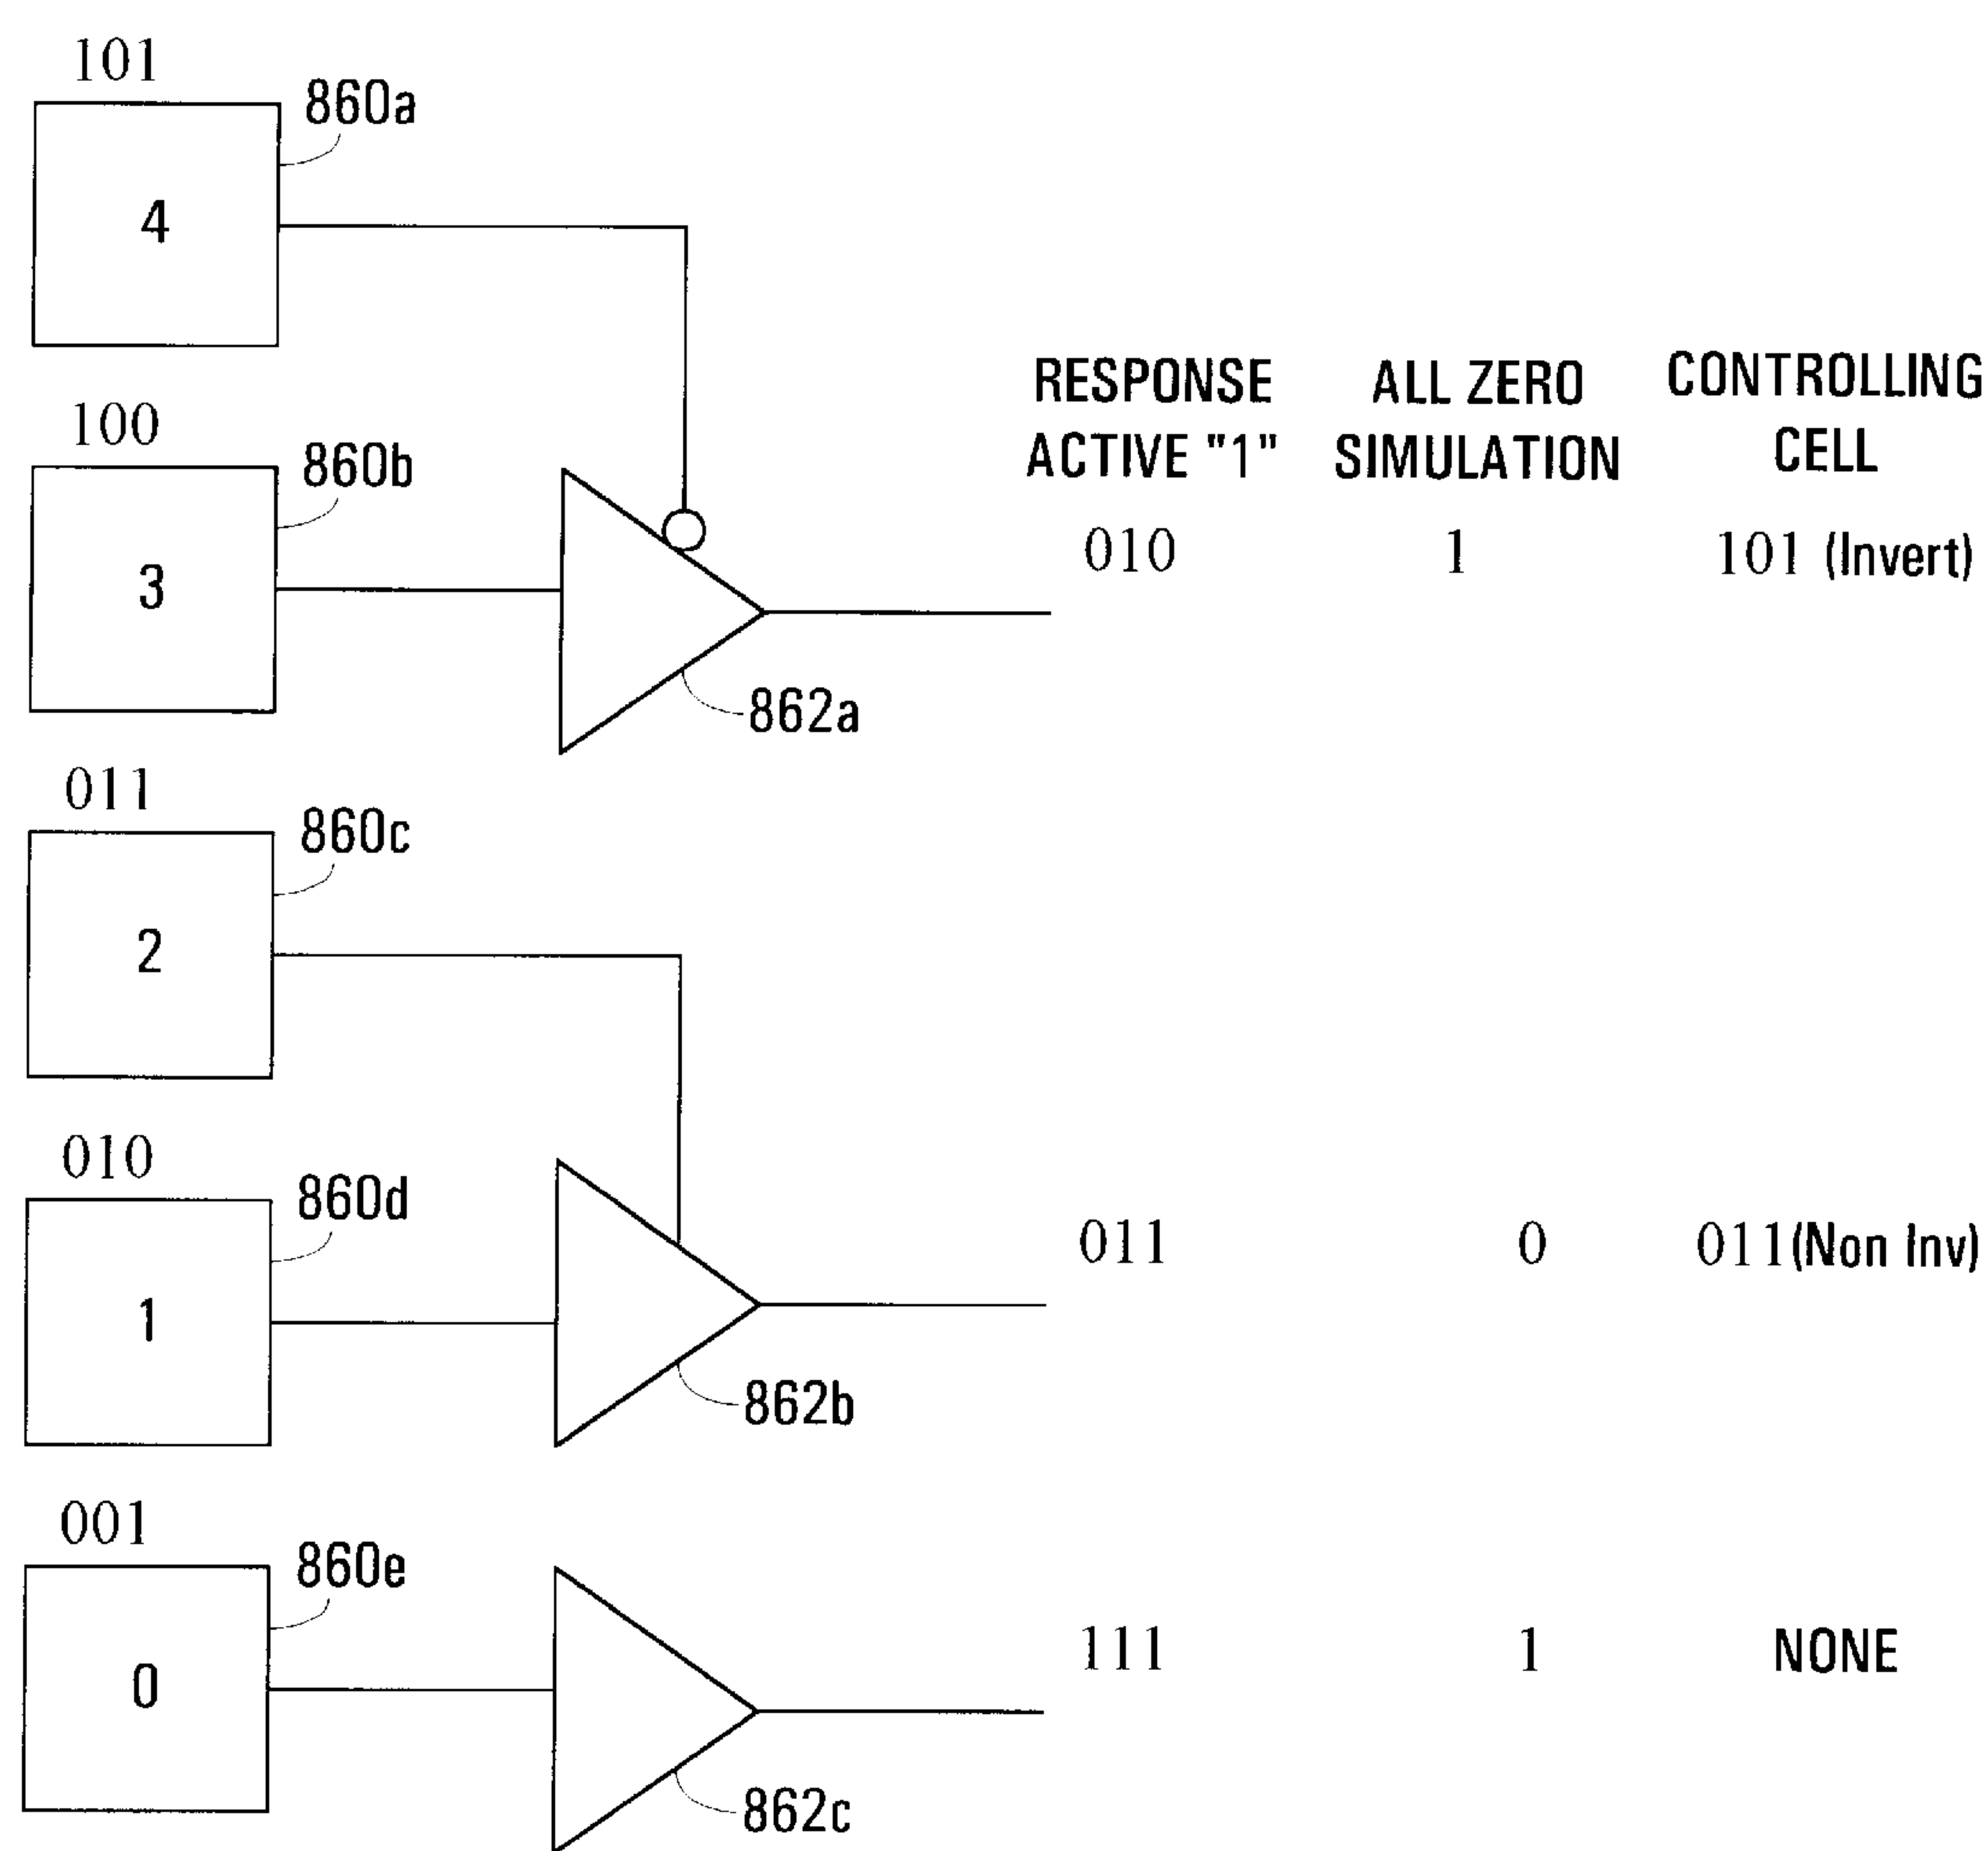 101
860a
4
RESPONSE ACTIVE "1"
ALL ZERO SIMULATION
CONTROLLING CELL
100
860b
3
010
1
101 (Invert)
862a
011
860c
2
010
860d
1
011
0
011(Non Inv)
862b
001
860e
0
111
1
NONE
862c